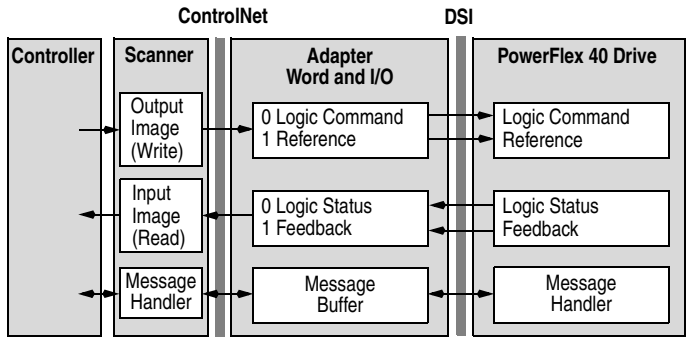 ControlNet
DSI
Controller
Scanner
Adapter
Word and I/O
PowerFlex 40 Drive
Output
Image
(Write)
0 Logic Command
1 Reference
Logic Command
Reference
Input
Image
(Read)
0 Logic Status
1 Feedback
Logic Status
Feedback
Message
Handler
Message
Buffer
Message
Handler